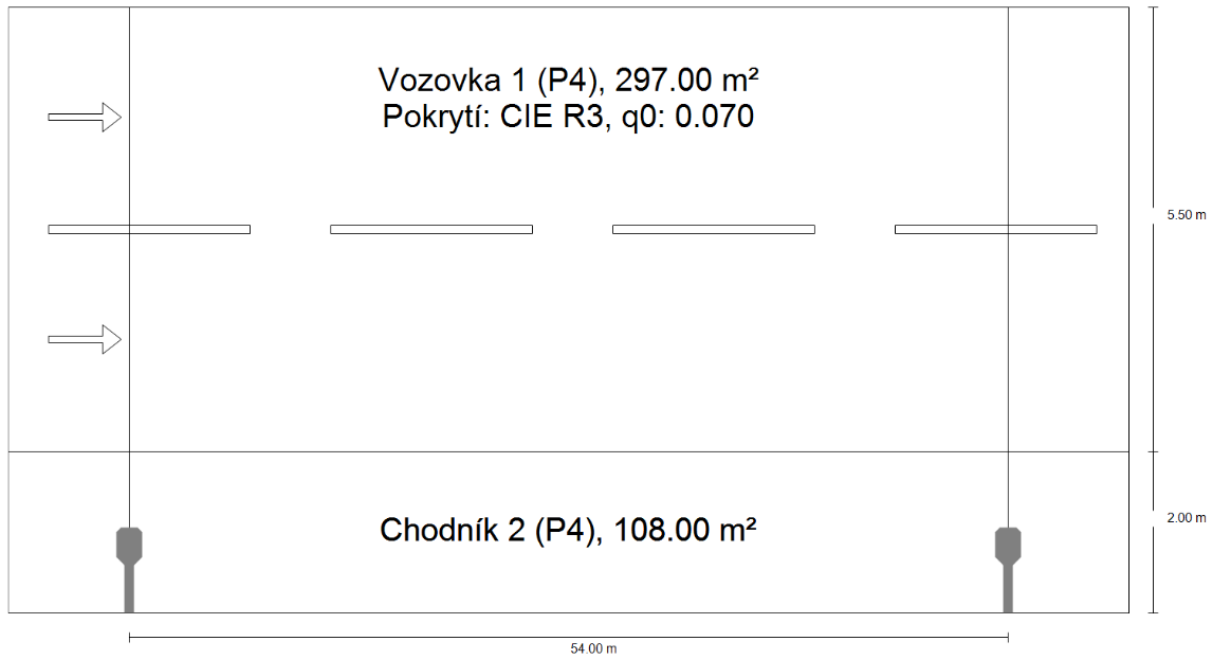 Vozovka 1 (P4), 297.00 m²
Pokrytí: CIE R3, q0: 0.070
5.50 m
Chodník 2 (P4), 108.00 m²
2.00 m
54.00 m